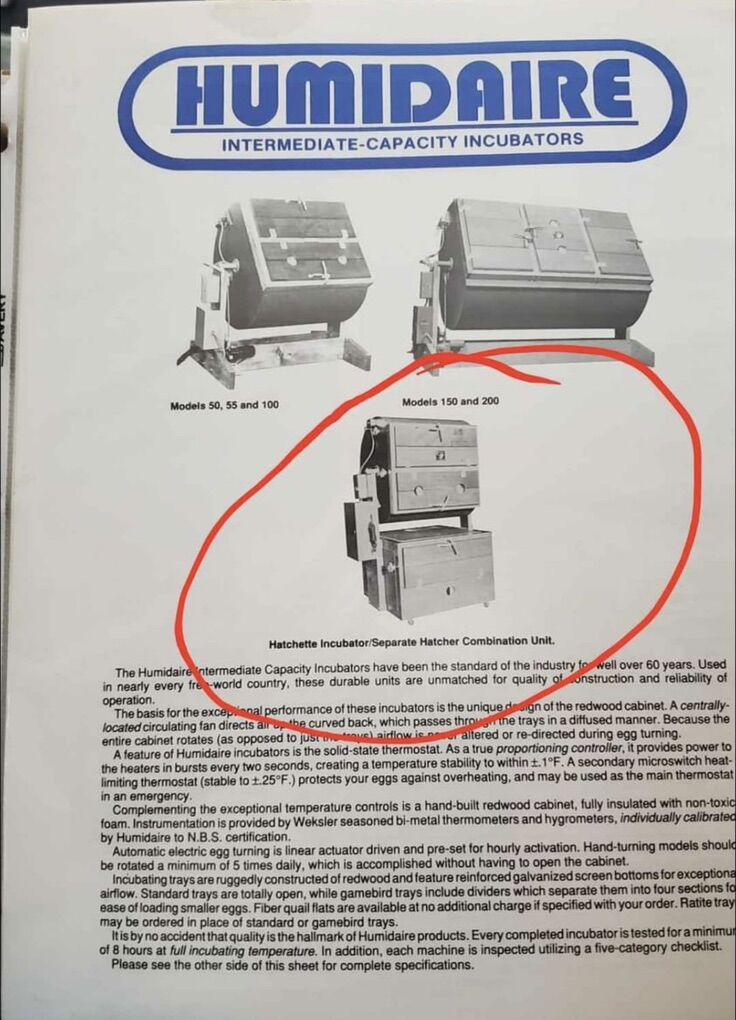 HUMIDAIRE
INTERMEDIATE-CAPACITY INCUBATORS
Models 50, 55 and 100
Models 150 and 200
Hatchette Incubator/Separate Hatcher Combination Unit.
The Humidaire Intermediate Capacity Incubators have been the standard of the industry for well over 60 years. Used
in nearly every free-world country, these durable units are unmatched for quality of construction and reliability of
operation.
The basis for the exceptional performance of these incubators is the unique design of the redwood cabinet. A centrally-
located circulating fan directs air up the curved back, which passes through the trays in a diffused manner. Because the
entire cabinet rotates (as opposed to just the trays) airflow is never altered or re-directed during egg turning.
A feature of Humidaire incubators is the solid-state thermostat. As a true proportioning controller, it provides power to
the heaters in bursts every two seconds, creating a temperature stability to within ±.1°F. A secondary microswitch heat-
limiting thermostat (stable to ±.25°F.) protects your eggs against overheating, and may be used as the main thermostat
in an emergency.
Complementing the exceptional temperature controls is a hand-built redwood cabinet, fully insulated with non-toxic
foam. Instrumentation is provided by Weksler seasoned bi-metal thermometers and hygrometers, individually calibrated
by Humidaire to N.B.S. certification.
Automatic electric egg turning is linear actuator driven and pre-set for hourly activation. Hand-turning models shoul
be rotated a minimum of 5 times daily, which is accomplished without having to open the cabinet.
Incubating trays are ruggedly constructed of redwood and feature reinforced galvanized screen bottoms for exceptiona
airflow. Standard trays are totally open, while gamebird trays include dividers which separate them into four sections fo
ease of loading smaller eggs. Fiber quail flats are available at no additional charge if specified with your order. Ratite tray
may be ordered in place of standard or gamebird trays.
It is by no accident that quality is the hallmark of Humidaire products. Every completed incubator is tested for a minimu
of 8 hours at full incubating temperature. In addition, each machine is inspected utilizing a five-category checklist.
Please see the other side of this sheet for complete specifications.